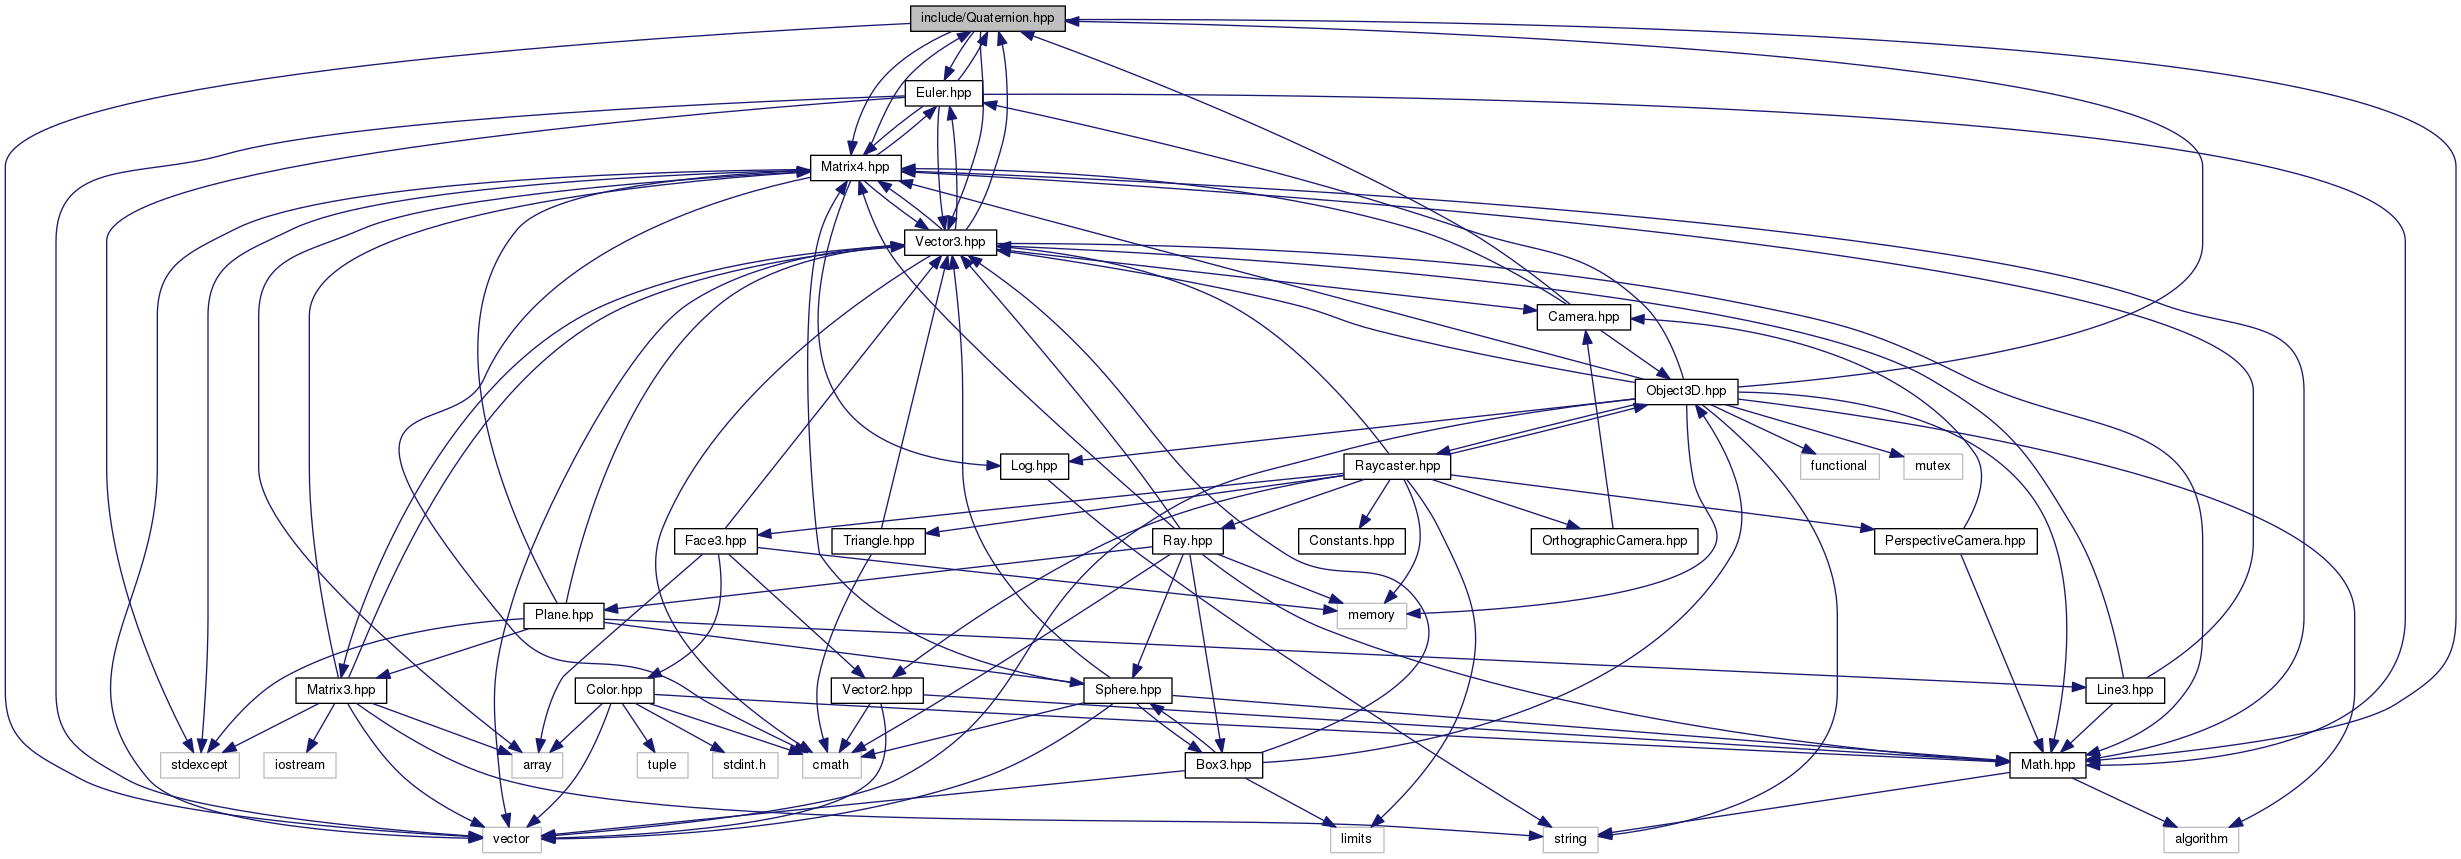 include/Quaternion.hpp
Euler.hpp
Matrix4.hpp
Vector3.hpp
Camera.hpp
Object3D.hpp
Log.hpp
Raycaster.hpp
functional
mutex
Face3.hpp
Triangle.hpp
Ray.hpp
Constants.hpp
OrthographicCamera.hpp
PerspectiveCamera.hpp
Plane.hpp
memory
Matrix3.hpp
Color.hpp
Vector2.hpp
Sphere.hpp
Line3.hpp
stdexcept
iostream
array
tuple
stdint.h
cmath
Box3.hpp
Math.hpp
vector
limits
string
algorithm